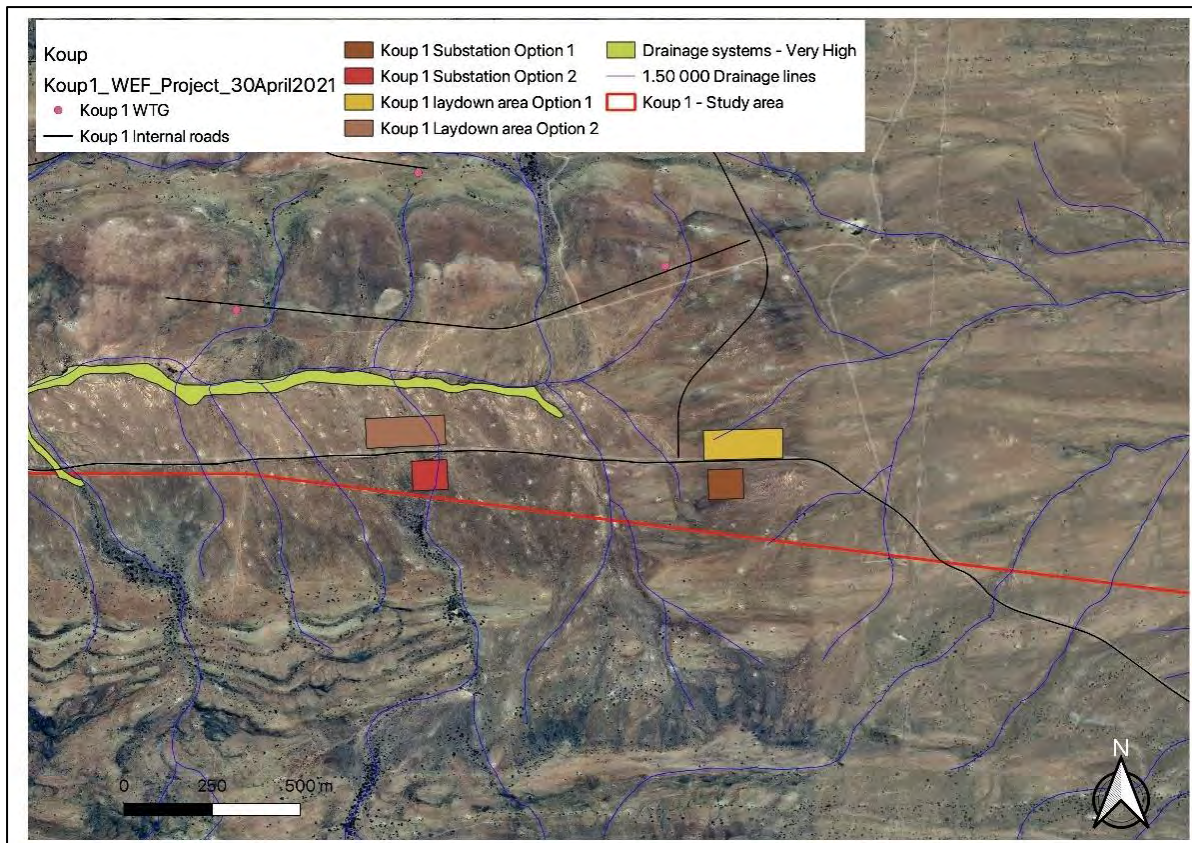 Koup
Koup1_WEF_Project_30April2021
Koup 1 WTG
Koup 1 Internal roads
Koup 1 Substation Option 1
Koup 1 Substation Option 2
Koup 1 laydown area Option 1
Koup 1 Laydown area Option 2
Drainage systems - Very High
1:50 000 Drainage lines
Koup 1 - Study area
N
0 250 500 m